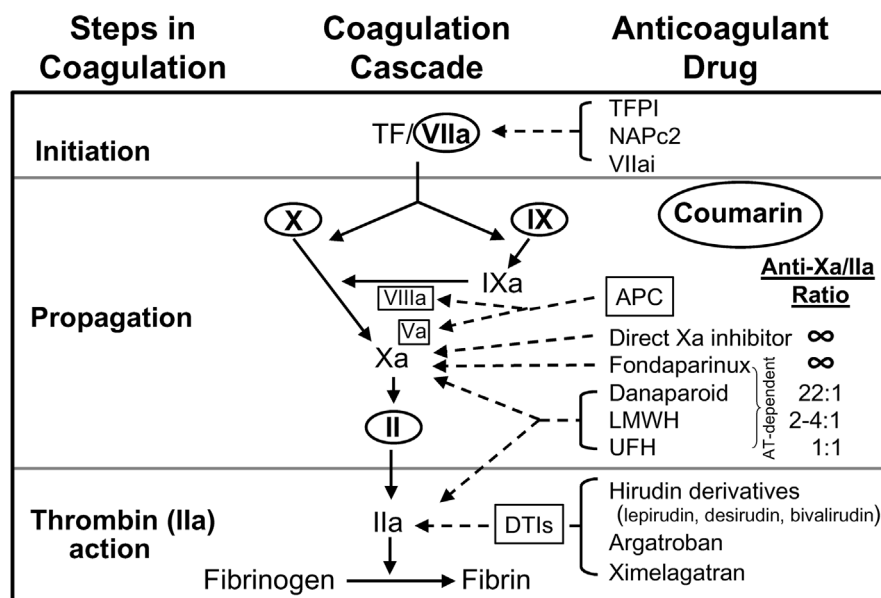 Steps in
Coagulation
Coagulation
Cascade
Anticoagulant
Drug
Initiation
TF/VIIa
TFPI
NAPc2
VIIai
Propagation
X
IX
IXa
VIIIa
Va
Xa
II
Coumarin
Anti-Xa/IIa
Ratio
APC
Direct Xa inhibitor ∞
Fondaparinux ∞
Danaparoid 22:1
LMWH 2-4:1
UFH 1:1
AT-dependent
Thrombin (IIa)
action
IIa
DTIs
Hirudin derivatives
(lepirudin, desirudin, bivalirudin)
Argatroban
Ximelagatran
Fibrinogen
Fibrin